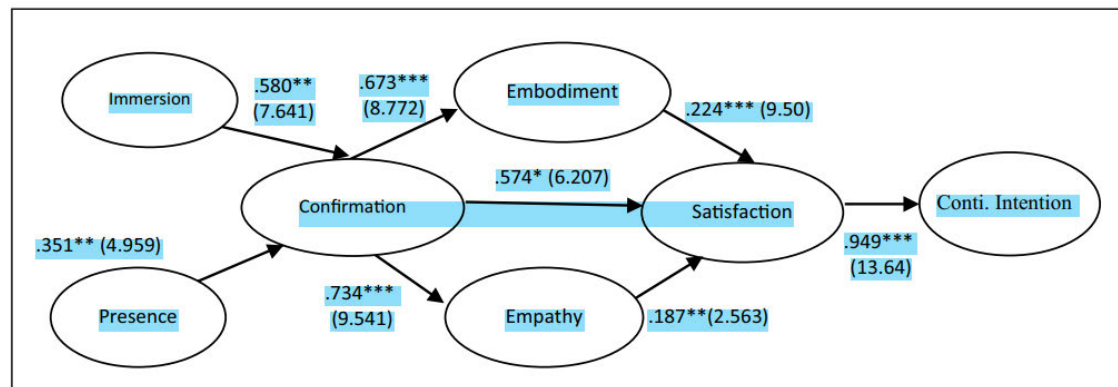 Immersion
.580**
(7.641)
.673***
(8.772)
Embodiment
.224*** (9.50)
.574* (6.207)
Confirmation
Satisfaction
Conti. Intention
.351** (4.959)
.949***
(13.64)
Presence
.734***
(9.541)
Empathy
.187**(2.563)